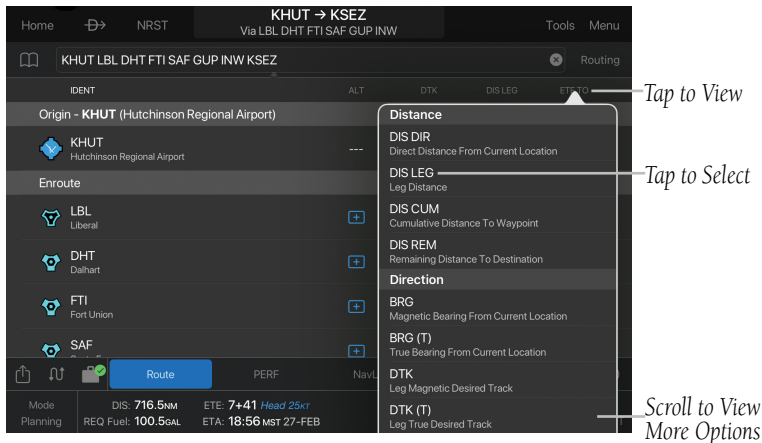 Home
NRST
KHUT → KSEZ
Via LBL DHT FTI SAF GUP INW
Tools
Menu
KHUT LBL DHT FTI SAF GUP INW KSEZ
Routing
IDENT
ALT
DTK
DIS LEG
ETE TO
Tap to View
Origin - KHUT (Hutchinson Regional Airport)
KHUT
Hutchinson Regional Airport
---
Enroute
LBL
Liberal
DHT
Dalhart
FTI
Fort Union
SAF
Distance
DIS DIR
Direct Distance From Current Location
DIS LEG
Leg Distance
Tap to Select
DIS CUM
Cumulative Distance To Waypoint
DIS REM
Remaining Distance To Destination
Direction
BRG
Magnetic Bearing From Current Location
BRG (T)
True Bearing From Current Location
DTK
Leg Magnetic Desired Track
DTK (T)
Leg True Desired Track
Scroll to View
More Options
Route
PERF
NavL
Mode
Planning
DIS: 716.5NM
ETE: 7+41 Head 25KT
REQ Fuel: 100.5GAL
ETA: 18:56 MST 27-FEB